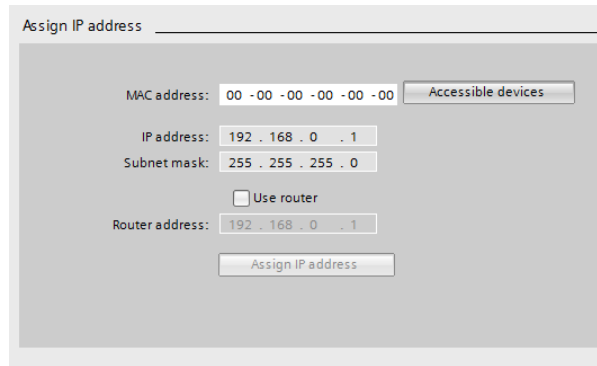 Assign IP address
MAC address: 00 -00 -00 -00 -00 -00 Accessible devices
IP address: 192 . 168 . 0 . 1
Subnet mask: 255 . 255 . 255 . 0
Use router
Router address: 192 . 168 . 0 . 1
Assign IP address